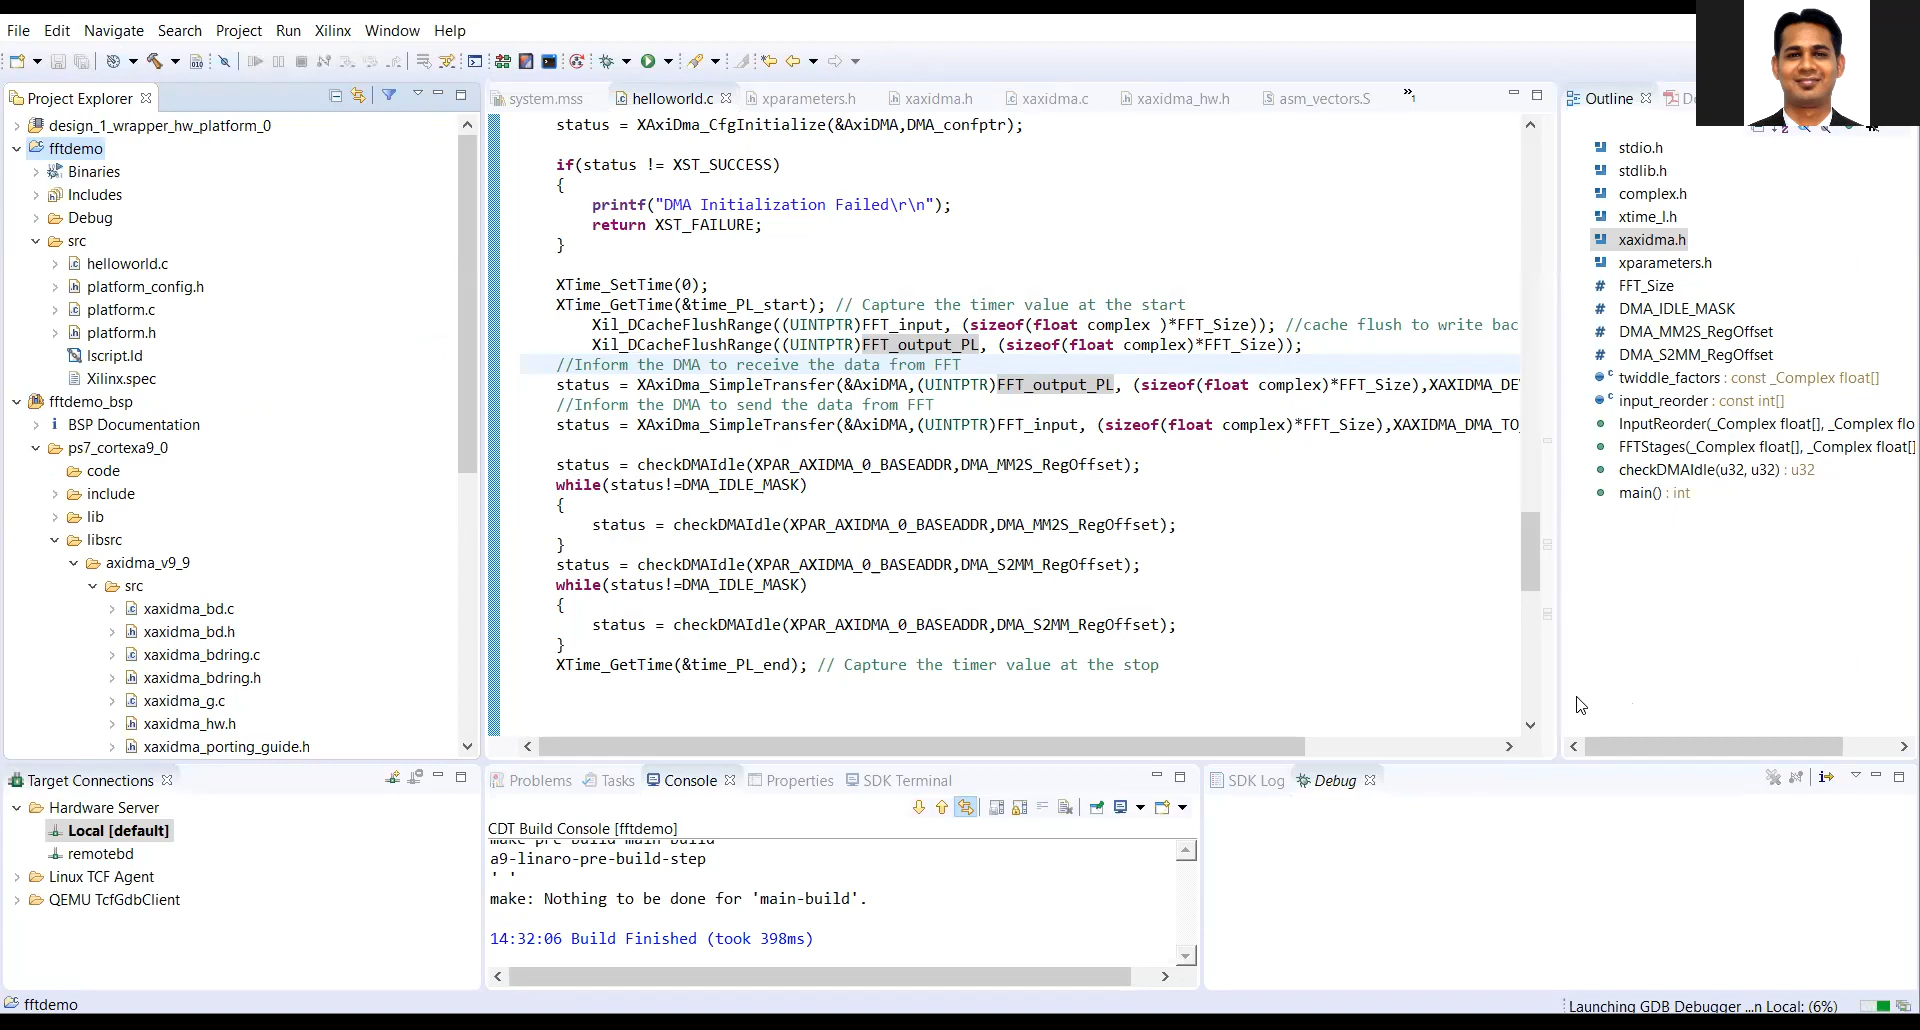 File Edit Navigate Search Project Run Xilinx Window Help
Project Explorer
design_1_wrapper_hw_platform_0
fftdemo
Binaries
Includes
Debug
src
helloworld.c
platform_config.h
platform.c
platform.h
lscript.ld
Xilinx.spec
fftdemo_bsp
BSP Documentation
ps7_cortexa9_0
code
include
lib
libsrc
axidma_v9_9
src
xaxidma_bd.c
xaxidma_bd.h
xaxidma_bdring.c
xaxidma_bdring.h
xaxidma_g.c
xaxidma_hw.h
xaxidma_porting_guide.h
system.mss helloworld.c xparameters.h xaxidma.h xaxidma.c xaxidma_hw.h asm_vectors.S »1
status = XAxiDma_CfgInitialize(&AxiDMA,DMA_confptr);
if(status != XST_SUCCESS)
{
printf("DMA Initialization Failed\r\n");
return XST_FAILURE;
}
XTime_SetTime(0);
XTime_GetTime(&time_PL_start); // Capture the timer value at the start
Xil_DCacheFlushRange((UINTPTR)FFT_input, (sizeof(float complex )*FFT_Size)); //cache flush to write bac
Xil_DCacheFlushRange((UINTPTR)FFT_output_PL, (sizeof(float complex)*FFT_Size));
//Inform the DMA to receive the data from FFT
status = XAxiDma_SimpleTransfer(&AxiDMA,(UINTPTR)FFT_output_PL, (sizeof(float complex)*FFT_Size),XAXIDMA_DE
//Inform the DMA to send the data from FFT
status = XAxiDma_SimpleTransfer(&AxiDMA,(UINTPTR)FFT_input, (sizeof(float complex)*FFT_Size),XAXIDMA_DMA_TO_
status = checkDMAIdle(XPAR_AXIDMA_0_BASEADDR,DMA_MM2S_RegOffset);
while(status!=DMA_IDLE_MASK)
{
status = checkDMAIdle(XPAR_AXIDMA_0_BASEADDR,DMA_MM2S_RegOffset);
}
status = checkDMAIdle(XPAR_AXIDMA_0_BASEADDR,DMA_S2MM_RegOffset);
while(status!=DMA_IDLE_MASK)
{
status = checkDMAIdle(XPAR_AXIDMA_0_BASEADDR,DMA_S2MM_RegOffset);
}
XTime_GetTime(&time_PL_end); // Capture the timer value at the stop
Outline
stdio.h
stdlib.h
complex.h
xtime_l.h
xaxidma.h
xparameters.h
FFT_Size
DMA_IDLE_MASK
DMA_MM2S_RegOffset
DMA_S2MM_RegOffset
twiddle_factors : const _Complex float[]
input_reorder : const int[]
InputReorder(_Complex float[], _Complex flo
FFTStages(_Complex float[], _Complex float[]
checkDMAIdle(u32, u32) : u32
main() : int
Target Connections
Hardware Server
Local [default]
remotebd
Linux TCF Agent
QEMU TcfGdbClient
Problems Tasks Console Properties SDK Terminal
CDT Build Console [fftdemo]
make pre-build main-build
a9-linaro-pre-build-step
' '
make: Nothing to be done for 'main-build'.
14:32:06 Build Finished (took 398ms)
SDK Log Debug
fftdemo
Launching GDB Debugger ...n Local: (6%)